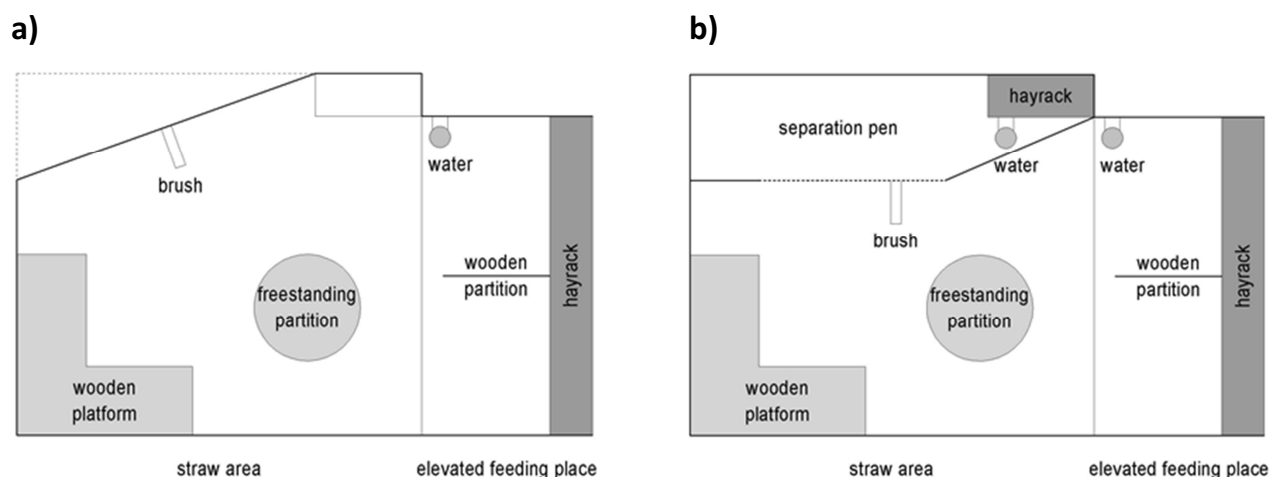 a)
brush
water
wooden
partition
hayrack
freestanding
partition
wooden
platform
straw area
elevated feeding place
b)
hayrack
separation pen
water
water
brush
wooden
partition
hayrack
freestanding
partition
wooden
platform
straw area
elevated feeding place